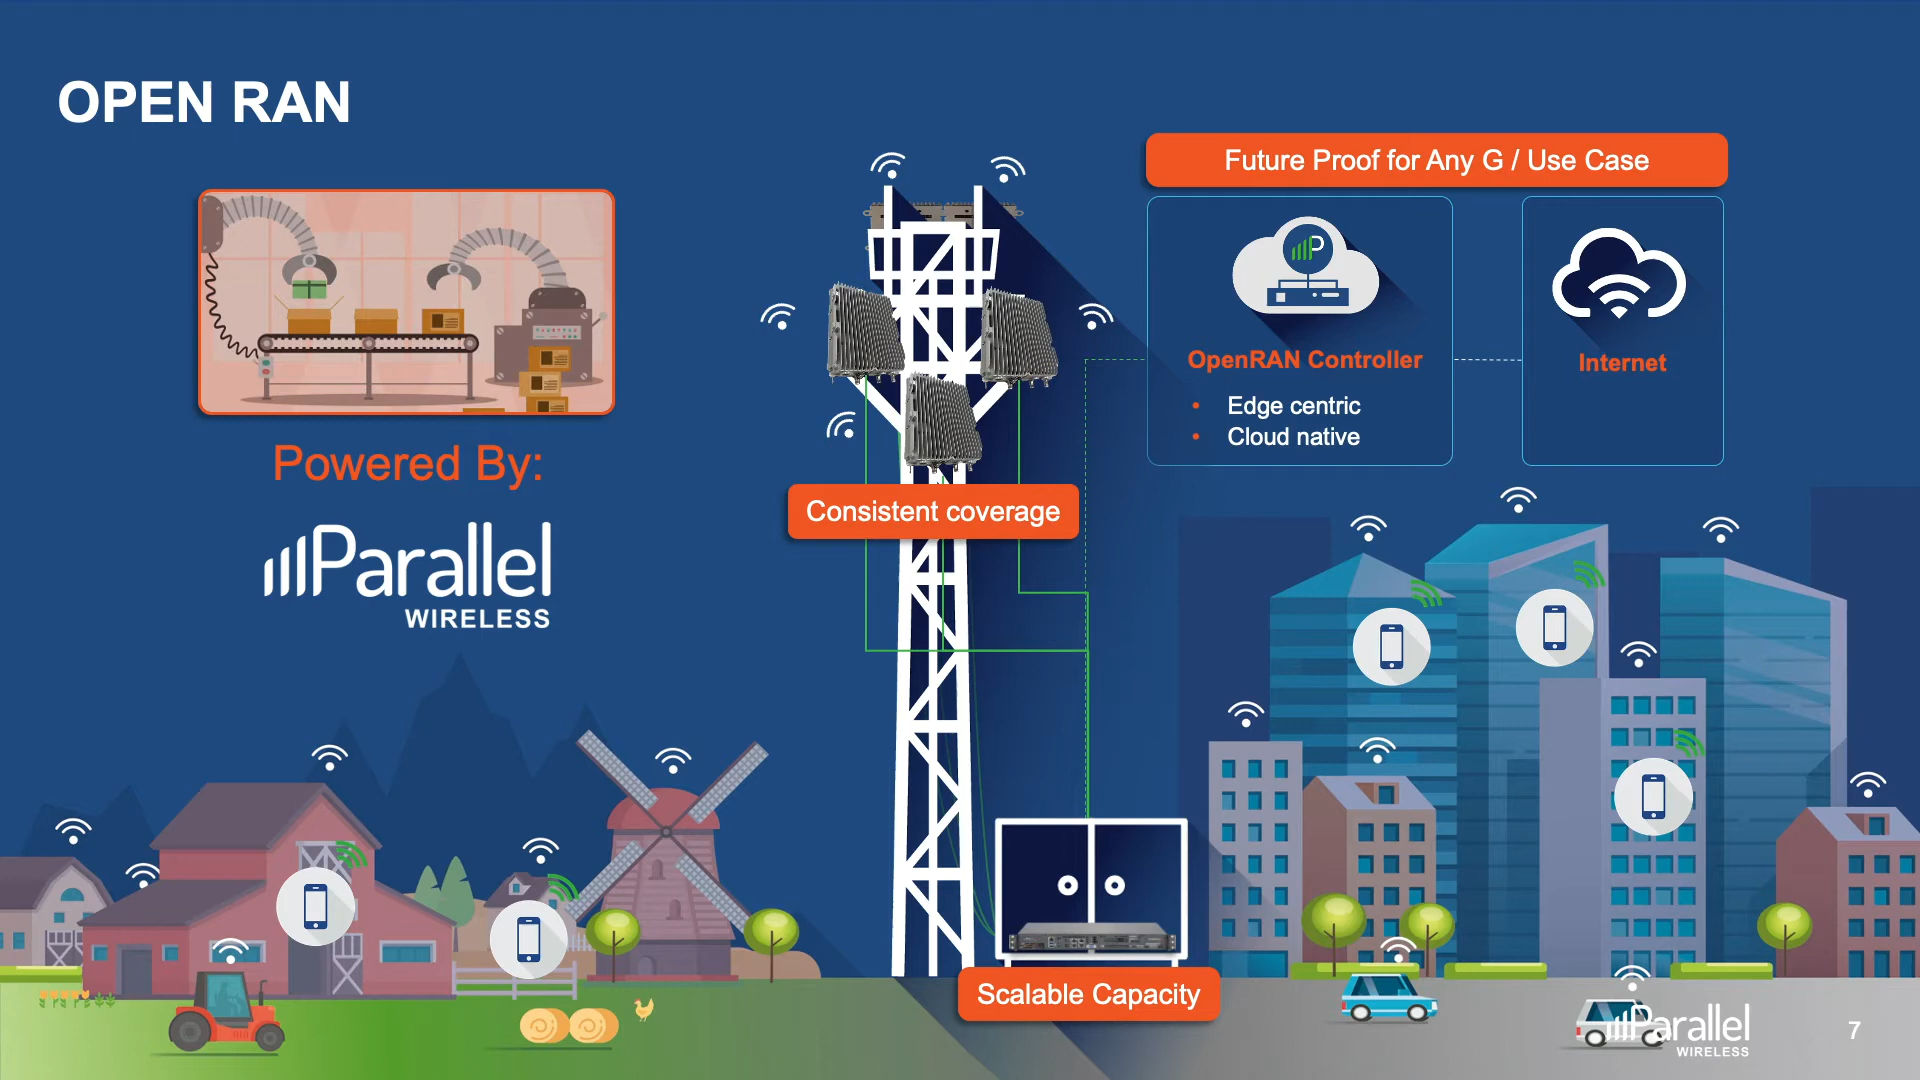 OPEN RAN
Future Proof for Any G / Use Case
OpenRAN Controller
• Edge centric
• Cloud native
Internet
Powered By:
Parallel
WIRELESS
Consistent coverage
Scalable Capacity
Parallel
WIRELESS
7